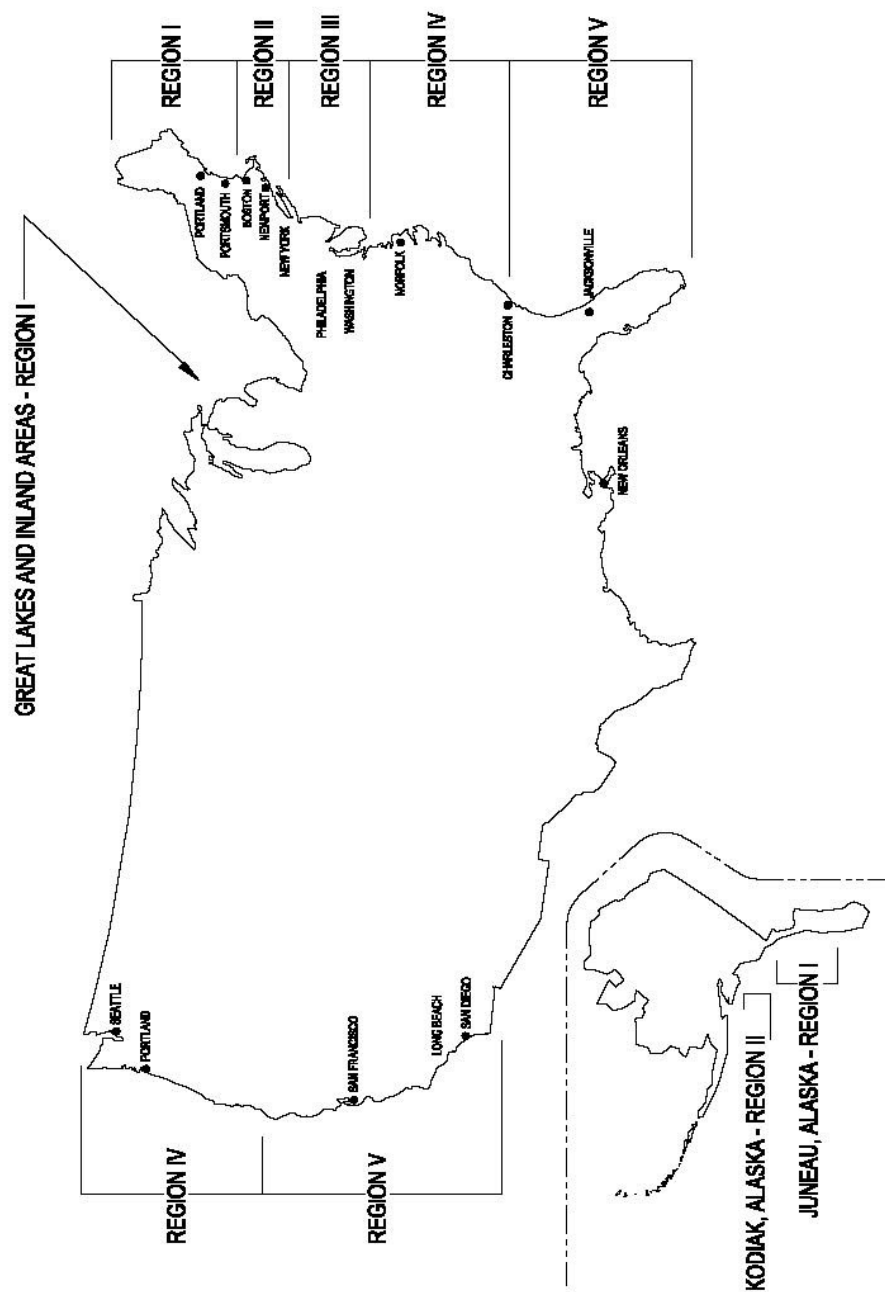 GREAT LAKES AND INLAND AREAS - REGION I
REGION I
REGION II
REGION III
REGION IV
REGION V
PORTLAND
PORTSMOUTH
BOSTON
NEWPORT
NEW YORK
PHILADELPHIA
WASHINGTON
NORFOLK
CHARLESTON
JACKSONVILLE
NEW ORLEANS
SEATTLE
PORTLAND
SAN FRANCISCO
LONG BEACH
SAN DIEGO
REGION IV
REGION V
KODIAK, ALASKA - REGION II
JUNEAU, ALASKA - REGION I